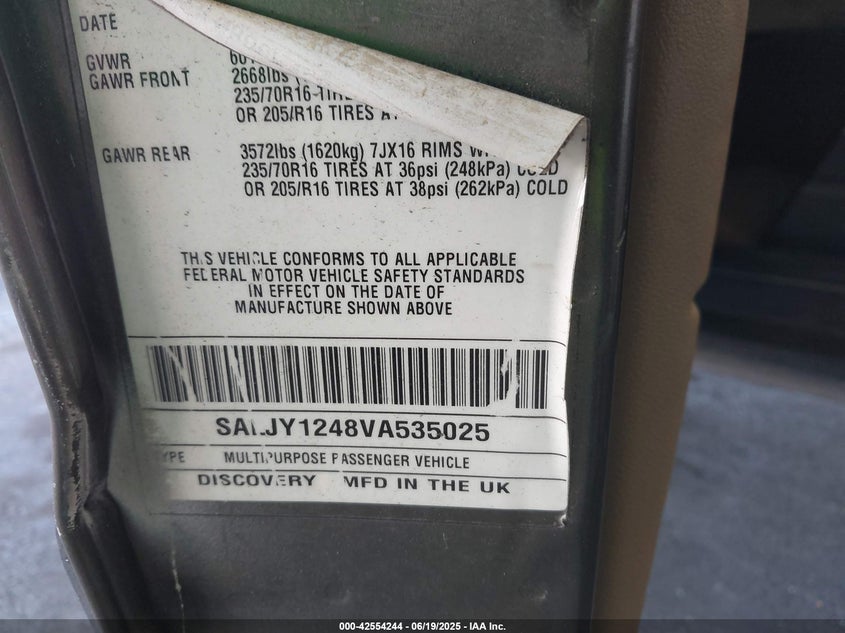 DATE
GVWR
GAWR FRONT 2668lbs
235/70R16 TIRES
OR 205/R16 TIRES
GAWR REAR 3572lbs (1620kg) 7JX16 RIMS
235/70R16 TIRES AT 36psi (248kPa) COLD
OR 205/R16 TIRES AT 38psi (262kPa) COLD
THIS VEHICLE CONFORMS TO ALL APPLICABLE
FEDERAL MOTOR VEHICLE SAFETY STANDARDS
IN EFFECT ON THE DATE OF
MANUFACTURE SHOWN ABOVE
SALJY1248VA535025
TYPE MULTIPURPOSE PASSENGER VEHICLE
DISCOVERY MFD IN THE UK
000-42554244 / 06/19/2025 - IAA Inc.